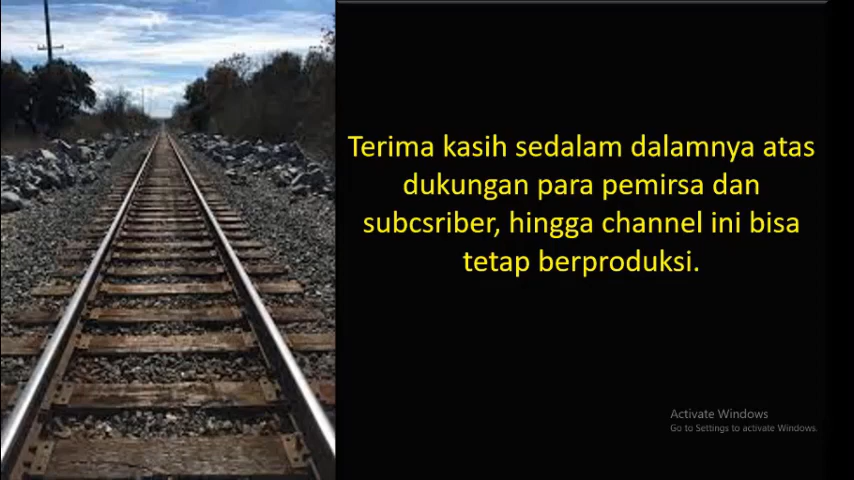 Terima kasih sedalam dalamnya atas
dukungan para pemirsa dan
subcsriber, hingga channel ini bisa
tetap berproduksi.
Activate Windows
Go to Settings to activate Windows.